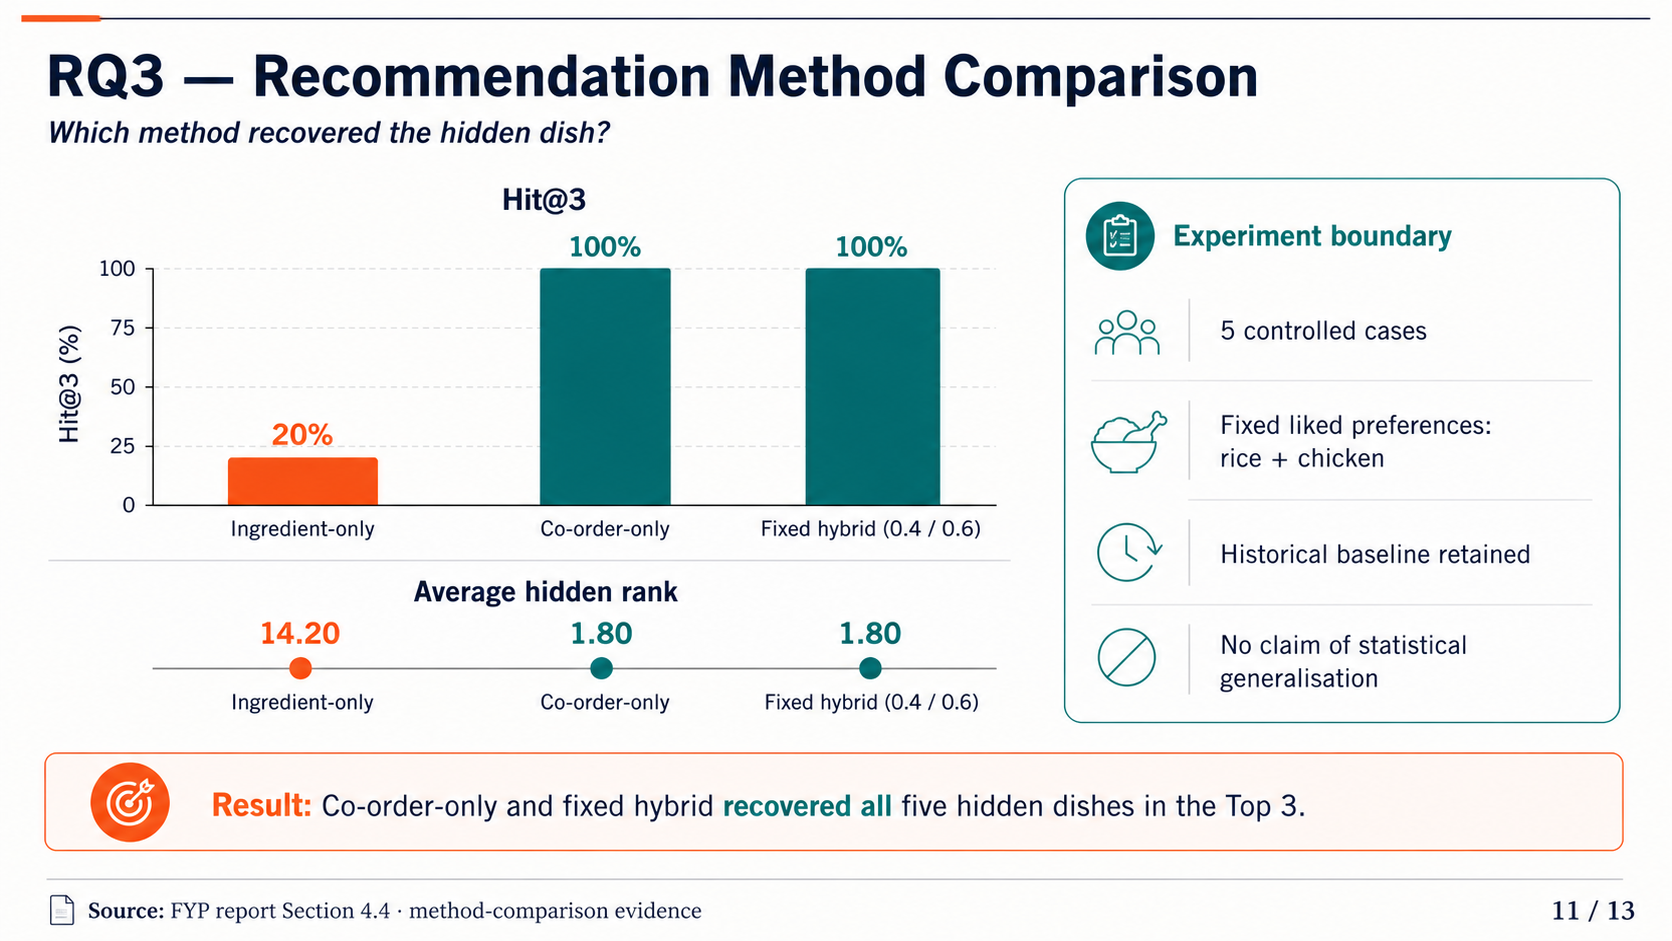 RQ3 — Recommendation Method Comparison
Which method recovered the hidden dish?
Hit@3
Hit@3 (%)
100
75
50
25
0
20%
100%
100%
Ingredient-only
Co-order-only
Fixed hybrid (0.4 / 0.6)
Average hidden rank
14.20
1.80
1.80
Ingredient-only
Co-order-only
Fixed hybrid (0.4 / 0.6)
Experiment boundary
5 controlled cases
Fixed liked preferences:
rice + chicken
Historical baseline retained
No claim of statistical
generalisation
Result: Co-order-only and fixed hybrid recovered all five hidden dishes in the Top 3.
Source: FYP report Section 4.4 · method-comparison evidence
11 / 13